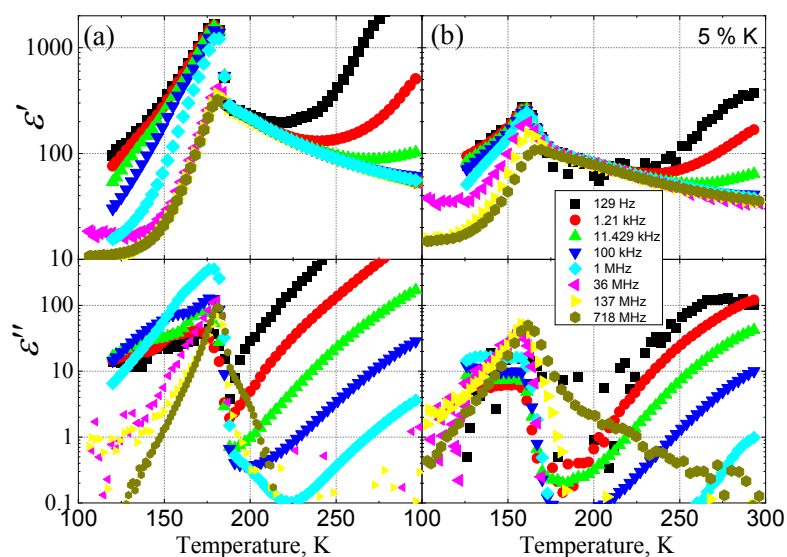 (a)
(b)
5 % K
1000
100
10
ε′
129 Hz
1.21 kHz
11.429 kHz
100 kHz
1 MHz
36 MHz
137 MHz
718 MHz
100
10
1
0.1
ε″
100 150 200 250 100 150 200 250 300
Temperature, K Temperature, K